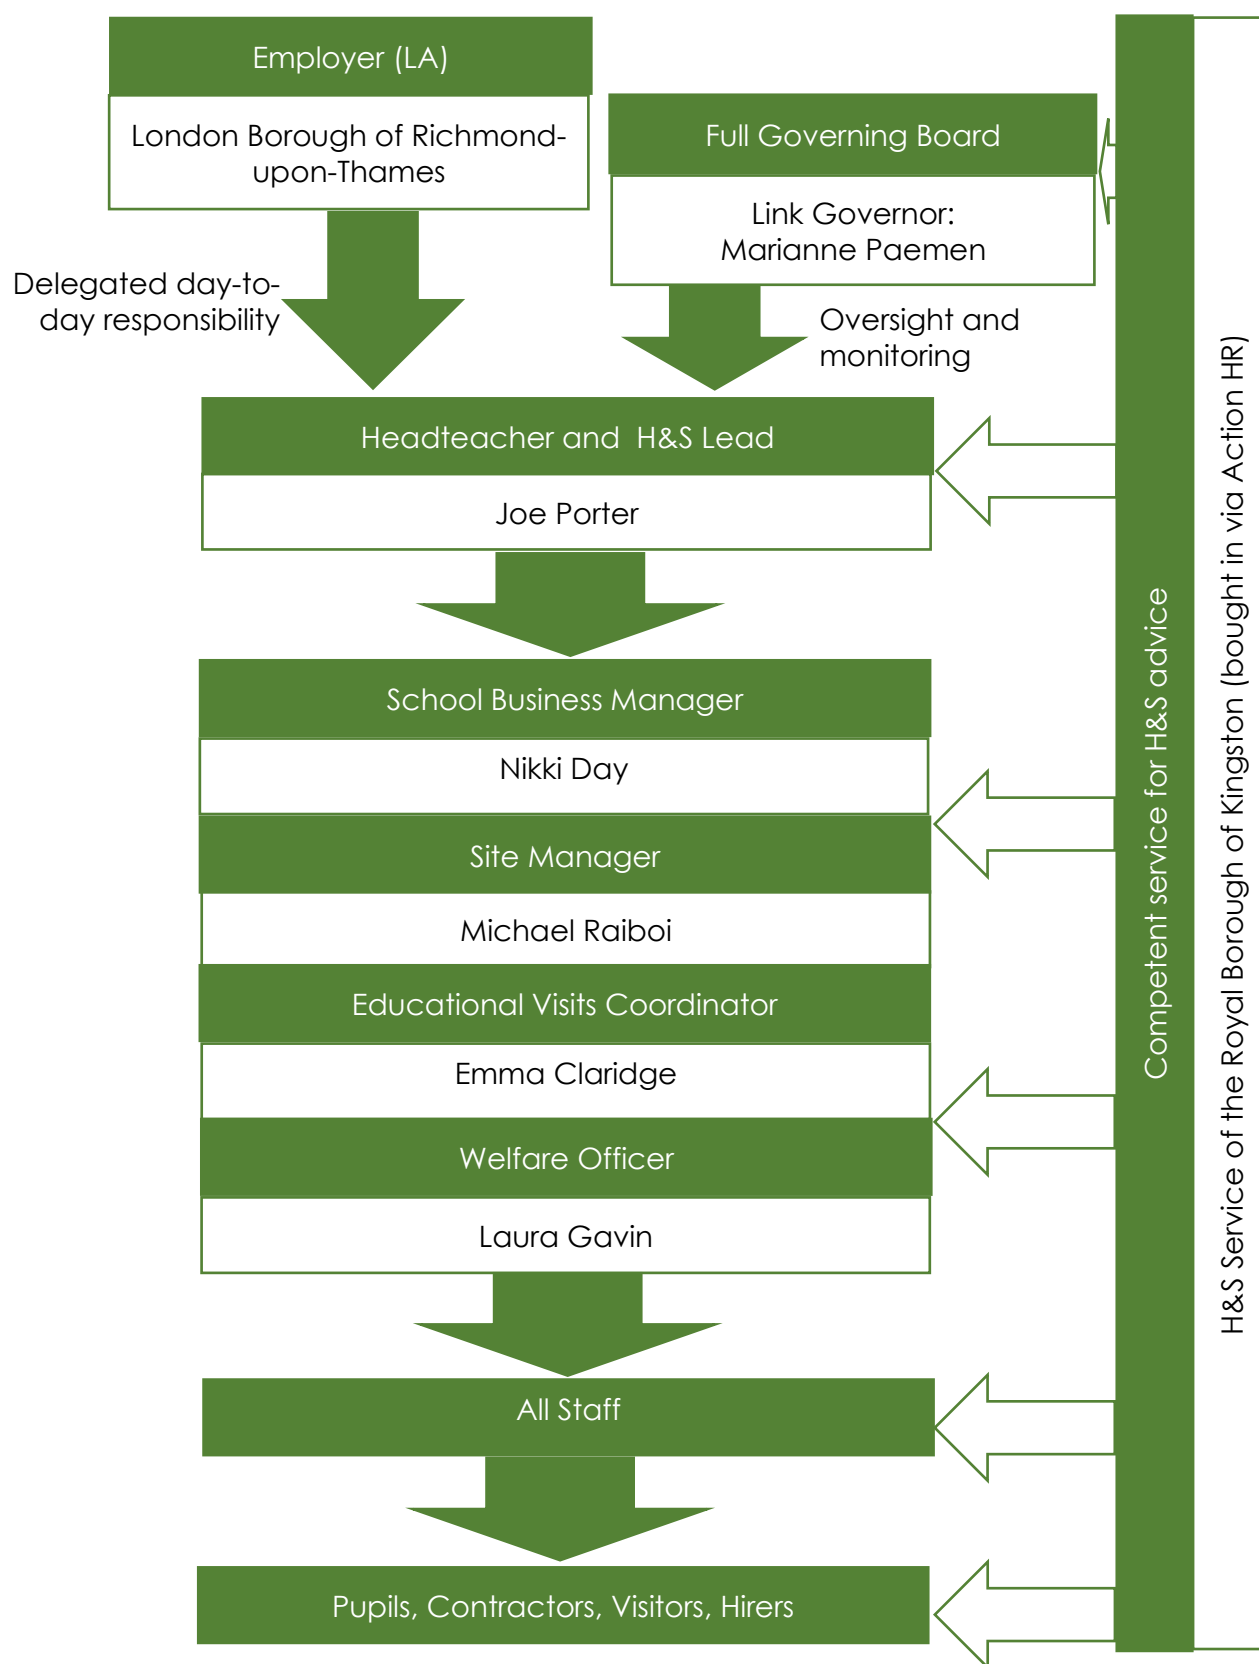 Employer (LA)
London Borough of Richmond-
upon-Thames
Full Governing Board
Link Governor:
Marianne Paemen
Delegated day-to-
day responsibility
Oversight and
monitoring
Headteacher and H&S Lead
Joe Porter
School Business Manager
Nikki Day
Site Manager
Michael Raiboi
Educational Visits Coordinator
Emma Claridge
Welfare Officer
Laura Gavin
All Staff
Pupils, Contractors, Visitors, Hirers
Competent service for H&S advice
H&S Service of the Royal Borough of Kingston (bought in via Action HR)